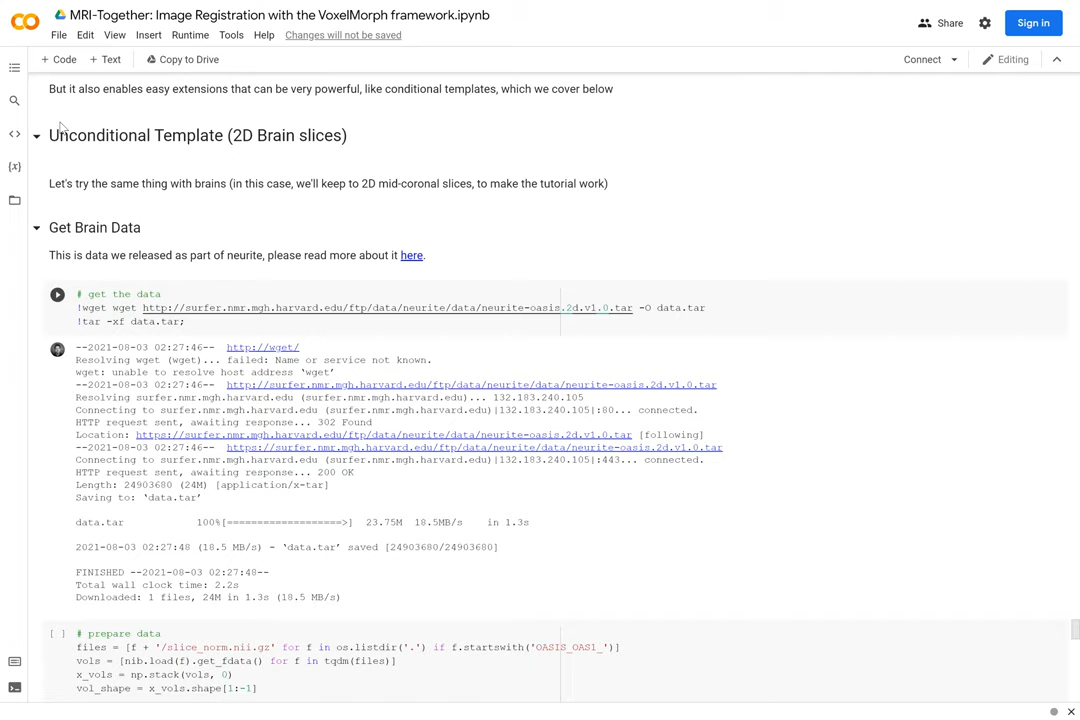 MRI-Together: Image Registration with the VoxelMorph framework.ipynb
Share
Sign in
File Edit View Insert Runtime Tools Help Changes will not be saved
+ Code + Text Copy to Drive
Connect
Editing
But it also enables easy extensions that can be very powerful, like conditional templates, which we cover below
Unconditional Template (2D Brain slices)
Let's try the same thing with brains (in this case, we'll keep to 2D mid-coronal slices, to make the tutorial work)
Get Brain Data
This is data we released as part of neurite, please read more about it here.
# get the data
!wget wget http://surfer.nmr.mgh.harvard.edu/ftp/data/neurite/data/neurite-oasis.2d.v1.0.tar -O data.tar
!tar -xf data.tar;
--2021-08-03 02:27:46-- http://wget/
Resolving wget (wget)... failed: Name or service not known.
wget: unable to resolve host address ‘wget’
--2021-08-03 02:27:46-- http://surfer.nmr.mgh.harvard.edu/ftp/data/neurite/data/neurite-oasis.2d.v1.0.tar
Resolving surfer.nmr.mgh.harvard.edu (surfer.nmr.mgh.harvard.edu)... 132.183.240.105
Connecting to surfer.nmr.mgh.harvard.edu (surfer.nmr.mgh.harvard.edu)|132.183.240.105|:80... connected.
HTTP request sent, awaiting response... 302 Found
Location: https://surfer.nmr.mgh.harvard.edu/ftp/data/neurite/data/neurite-oasis.2d.v1.0.tar [following]
--2021-08-03 02:27:46-- https://surfer.nmr.mgh.harvard.edu/ftp/data/neurite/data/neurite-oasis.2d.v1.0.tar
Connecting to surfer.nmr.mgh.harvard.edu (surfer.nmr.mgh.harvard.edu)|132.183.240.105|:443... connected.
HTTP request sent, awaiting response... 200 OK
Length: 24903680 (24M) [application/x-tar]
Saving to: ‘data.tar’
data.tar 100%[===================>] 23.75M 18.5MB/s in 1.3s
2021-08-03 02:27:48 (18.5 MB/s) - ‘data.tar’ saved [24903680/24903680]
FINISHED --2021-08-03 02:27:48--
Total wall clock time: 2.2s
Downloaded: 1 files, 24M in 1.3s (18.5 MB/s)
[ ] # prepare data
files = [f + '/slice_norm.nii.gz' for f in os.listdir('.') if f.startswith('OASIS_OAS1_')]
vols = [nib.load(f).get_fdata() for f in tqdm(files)]
x_vols = np.stack(vols, 0)
vol_shape = x_vols.shape[1:-1]